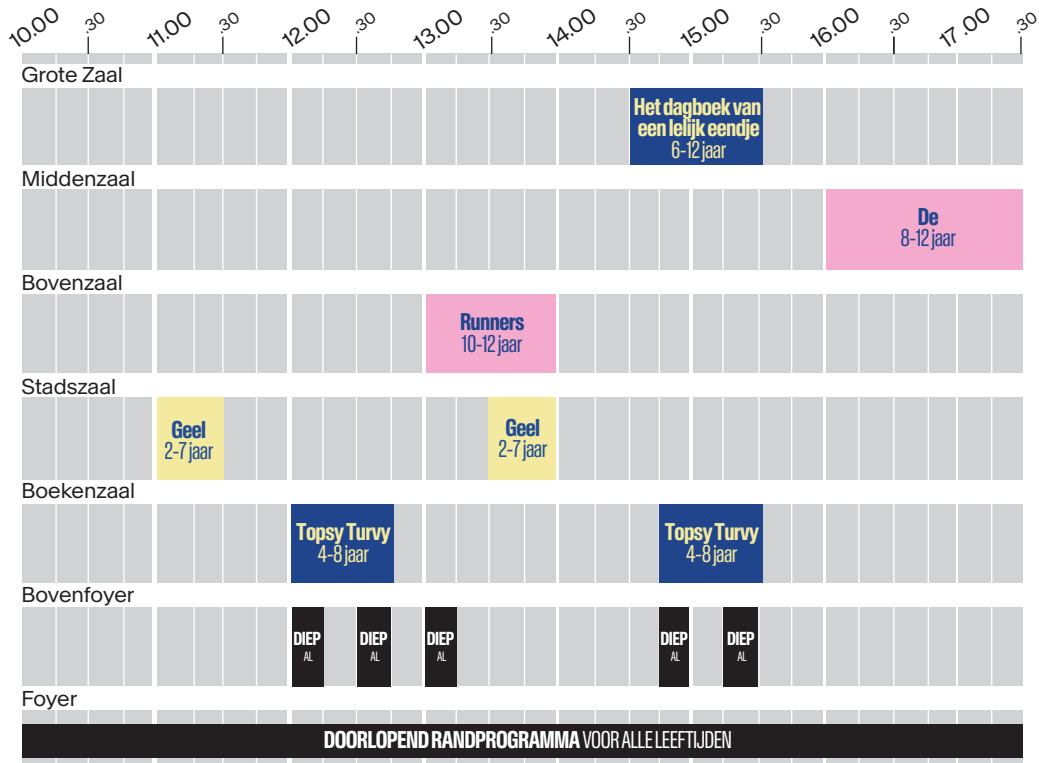 10.00 .30 11.00 .30 12.00 .30 13.00 .30 14.00 .30 15.00 .30 16.00 .30 17.00 .30
Grote Zaal
Het dagboek van
een lelijk eendje
6-12 jaar
Middenzaal
De
8-12 jaar
Bovenzaal
Runners
10-12 jaar
Stadszaal
Geel
2-7 jaar
Geel
2-7 jaar
Boekenzaal
Topsy Turvy
4-8 jaar
Topsy Turvy
4-8 jaar
Bovenfoyer
DIEP
AL
DIEP
AL
DIEP
AL
DIEP
AL
DIEP
AL
Foyer
DOORLOPEND RANDPROGRAMMA VOOR ALLE LEEFTIJDEN